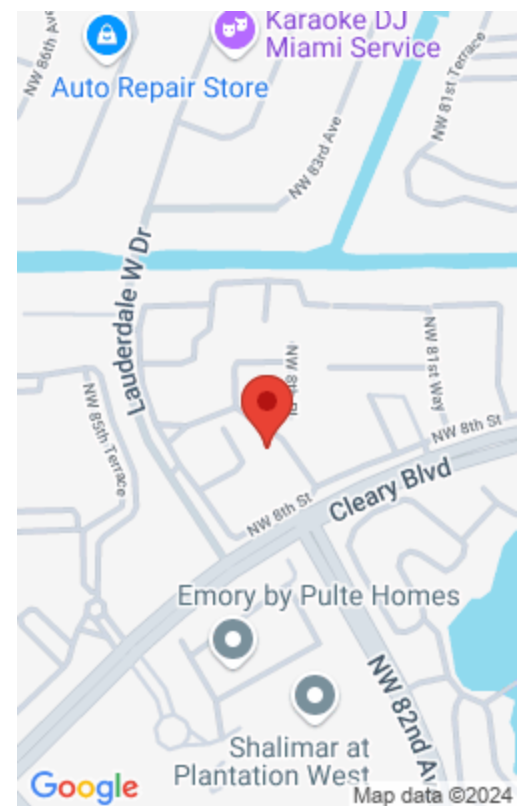 Karaoke DJ
Miami Service
NW 86th Ave
Auto Repair Store
NW 81st Terrace
NW 83rd Ave
Lauderdale W Dr
NW 8th Pl
NW 81st Way
NW 85th Terrace
NW 8th St
Cleary Blvd
NW 8th St
Emory by Pulte Homes
NW 82nd Av
Shalimar at
Plantation West
Google
Map data ©2024